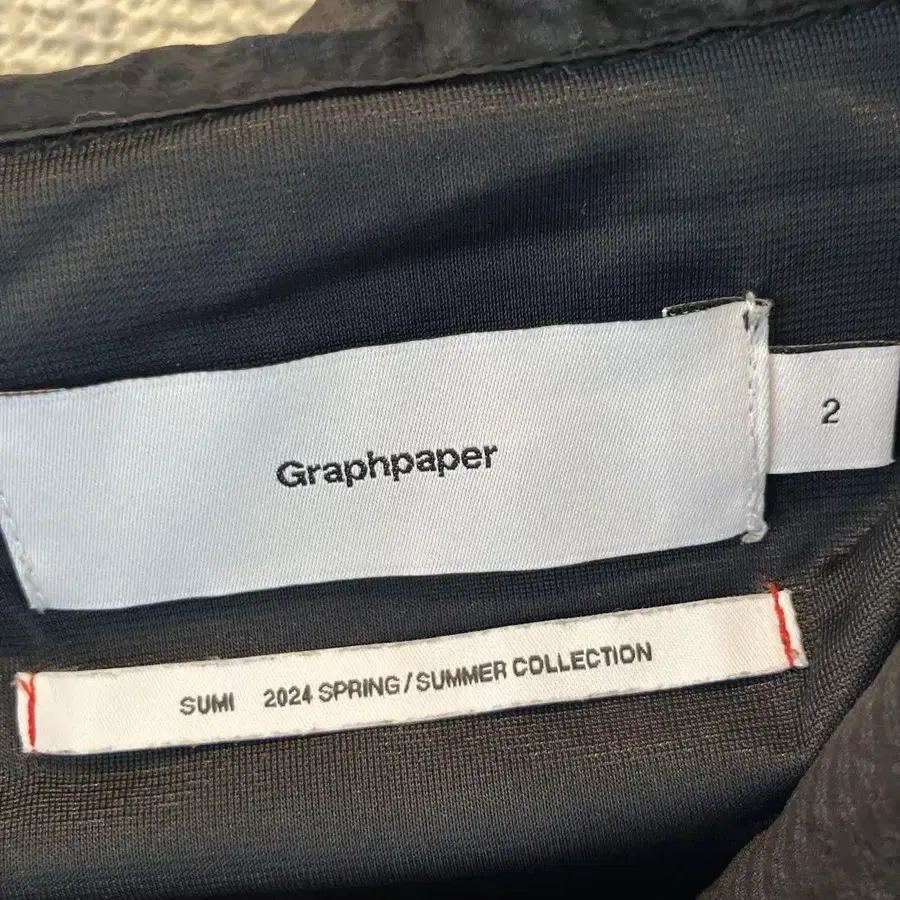 Graphpaper
2
SUMI 2024 SPRING/SUMMER COLLECTION